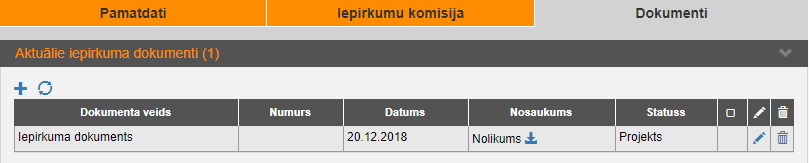 Pamatdati Iepirkumu komisija Dokumenti
Aktuālie iepirkuma dokumenti (1)
Dokumenta veids Numurs Datums Nosaukums Statuss
Iepirkuma dokuments 20.12.2018 Nolikums Projekts